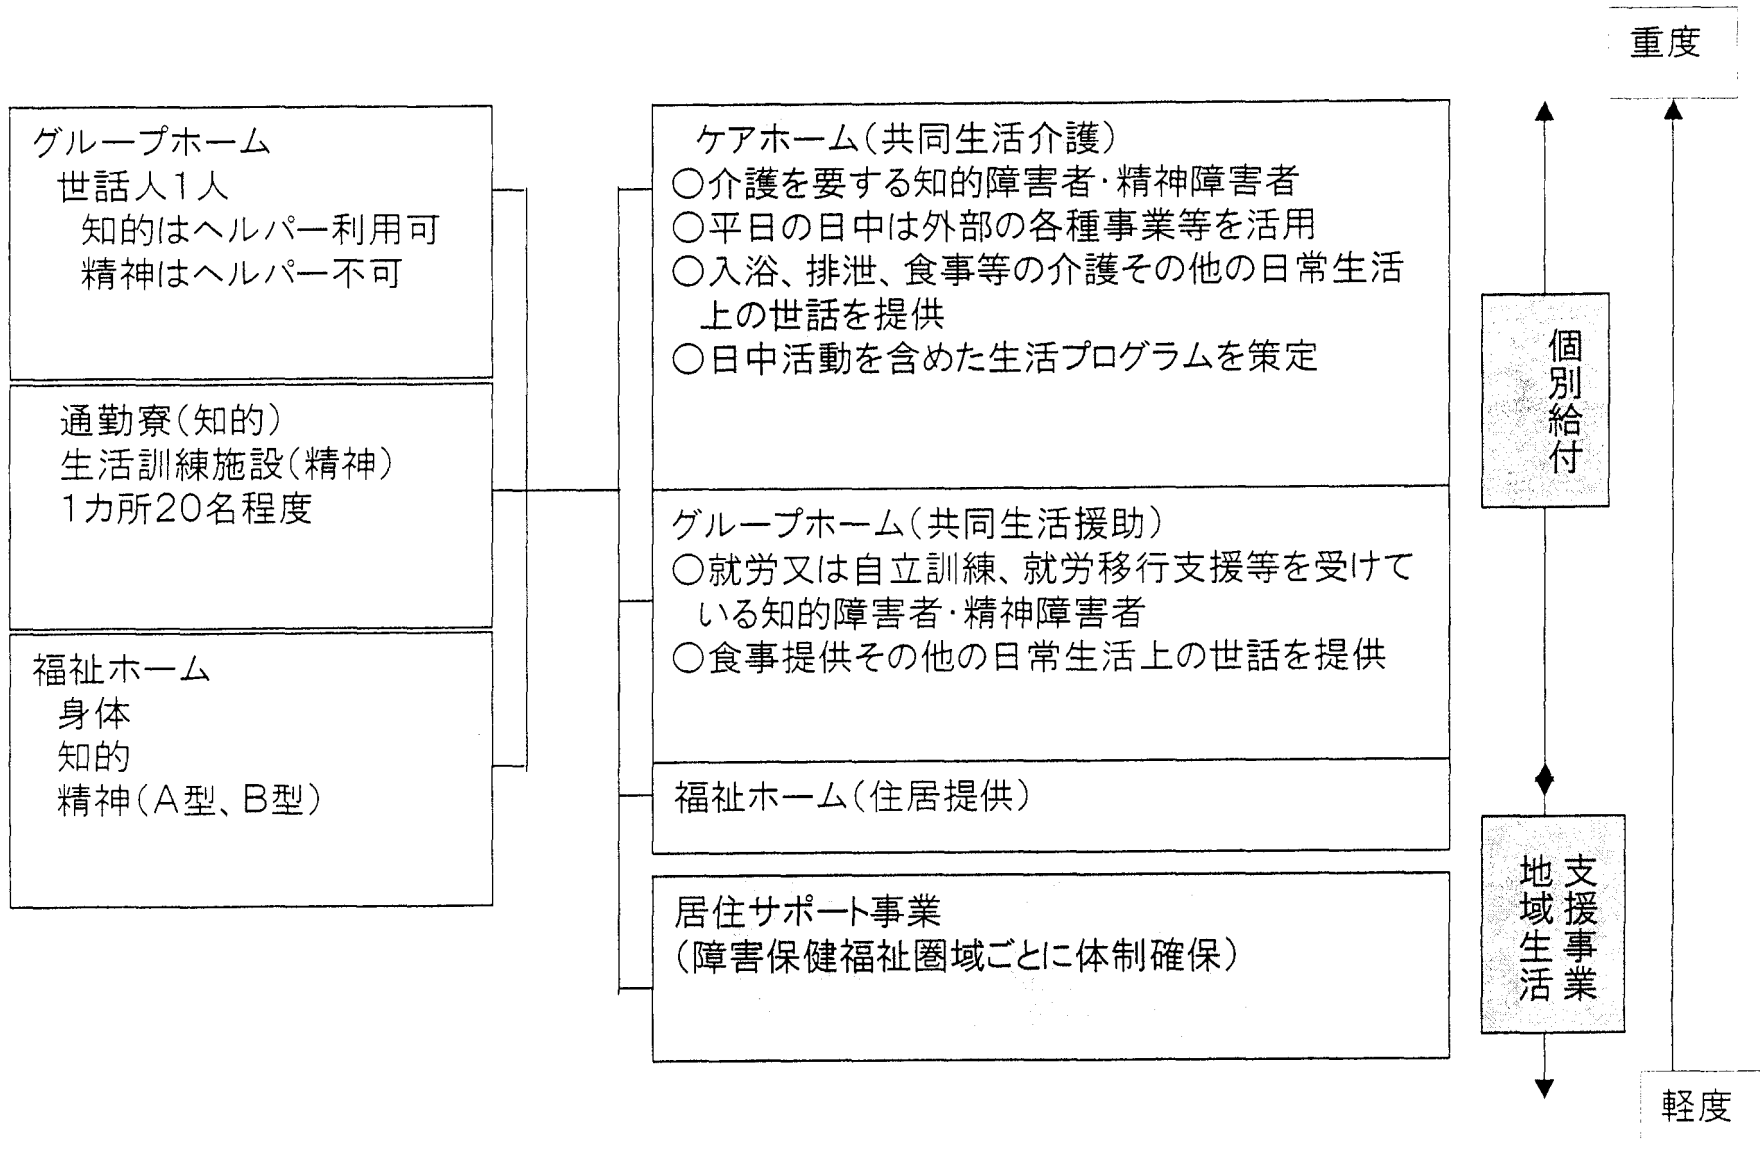 重度
グループホーム
世話人1人
知的はヘルパー利用可
精神はヘルパー不可
通勤寮(知的)
生活訓練施設(精神)
1カ所20名程度
福祉ホーム
身体
知的
精神(A型、B型)
ケアホーム(共同生活介護)
○介護を要する知的障害者・精神障害者
○平日の日中は外部の各種事業等を活用
○入浴、排泄、食事等の介護その他の日常生活
上の世話を提供
○日中活動を含めた生活プログラムを策定
グループホーム(共同生活援助)
○就労又は自立訓練、就労移行支援等を受けて
いる知的障害者・精神障害者
○食事提供その他の日常生活上の世話を提供
福祉ホーム(住居提供)
居住サポート事業
(障害保健福祉圏域ごとに体制確保)
個別給付
支援事業
地域生活
軽度